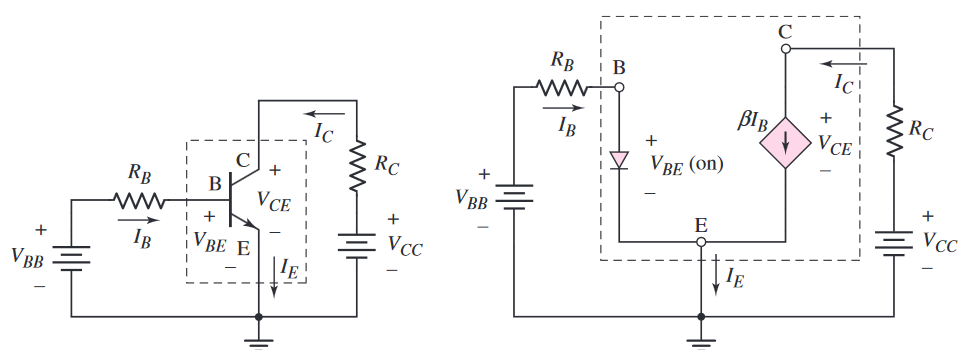 I_C
C
+
R_B
B
V_CE
R_C
+
I_B
+
V_BE
E
−
+
V_BB
−
−
I_E
+
V_CC
−
C
R_B
B
I_C
I_B
βI_B
+
V_CE
−
R_C
+
V_BE (on)
−
+
V_BB
−
E
I_E
+
V_CC
−